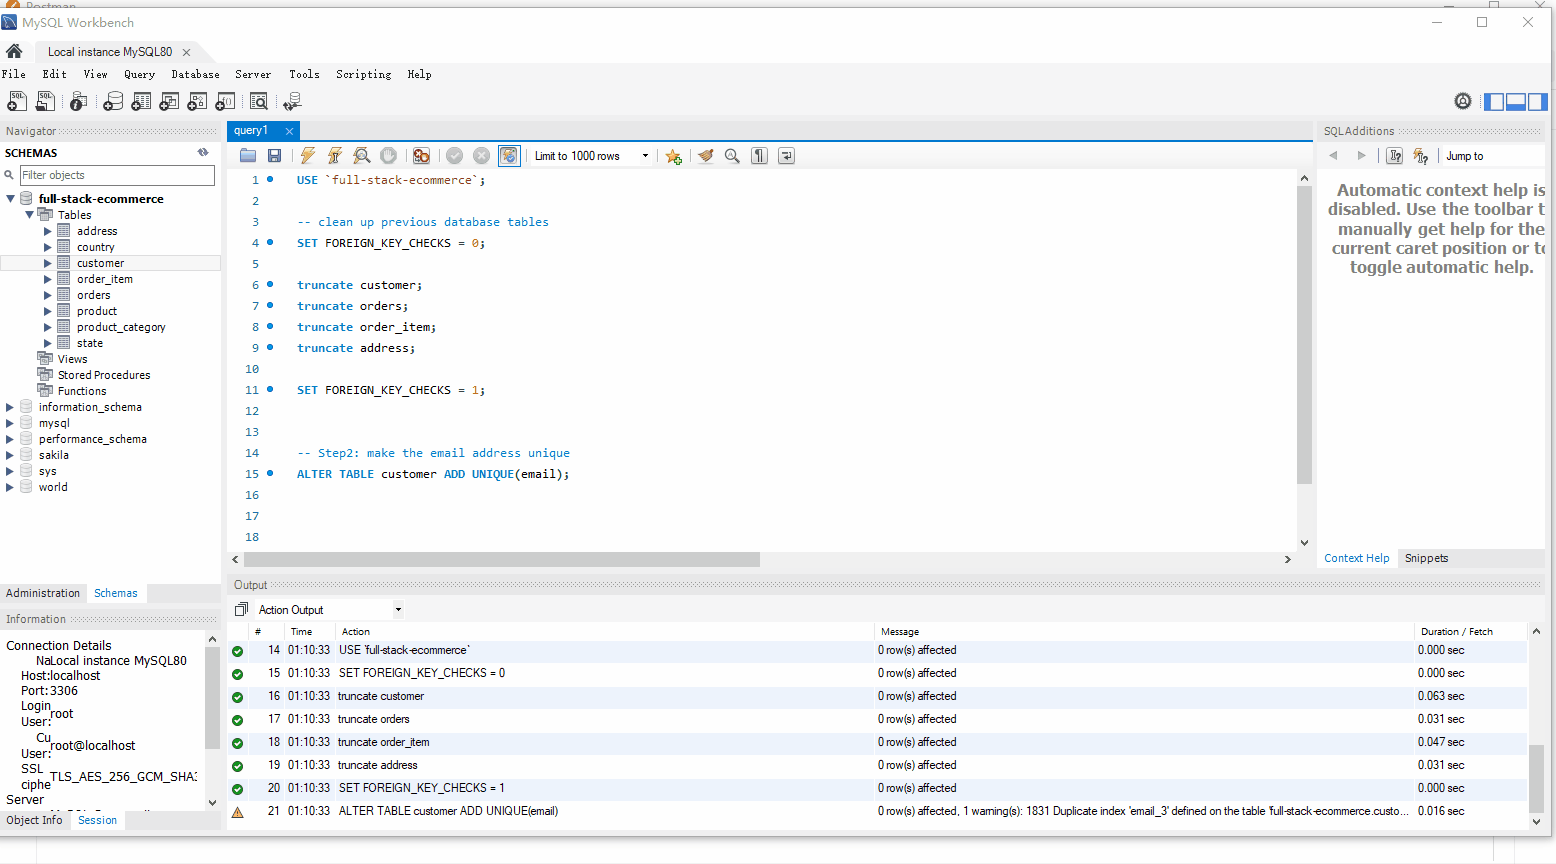 Postman
MySQL Workbench
Local instance MySQL80
File Edit View Query Database Server Tools Scripting Help
Navigator
SCHEMAS
Filter objects
full-stack-ecommerce
Tables
address
country
customer
order_item
orders
product
product_category
state
Views
Stored Procedures
Functions
information_schema
mysql
performance_schema
sakila
sys
world
Administration Schemas
Information
Connection Details
NaLocal instance MySQL80
Host:localhost
Port: 3306
Login
root
User:
Cu
root@localhost
User:
SSL
TLS_AES_256_GCM_SHA3
ciphe
Server
Object Info Session
query1
Limit to 1000 rows
1 USE `full-stack-ecommerce`;
2
3 -- clean up previous database tables
4 SET FOREIGN_KEY_CHECKS = 0;
5
6 truncate customer;
7 truncate orders;
8 truncate order_item;
9 truncate address;
10
11 SET FOREIGN_KEY_CHECKS = 1;
12
13
14 -- Step2: make the email address unique
15 ALTER TABLE customer ADD UNIQUE(email);
16
17
18
SQLAdditions
Jump to
Automatic context help is
disabled. Use the toolbar t
manually get help for the
current caret position or to
toggle automatic help.
Context Help Snippets
Output
Action Output
# Time Action Message Duration / Fetch
14 01:10:33 USE `full-stack-ecommerce` 0 row(s) affected 0.000 sec
15 01:10:33 SET FOREIGN_KEY_CHECKS = 0 0 row(s) affected 0.000 sec
16 01:10:33 truncate customer 0 row(s) affected 0.063 sec
17 01:10:33 truncate orders 0 row(s) affected 0.031 sec
18 01:10:33 truncate order_item 0 row(s) affected 0.047 sec
19 01:10:33 truncate address 0 row(s) affected 0.031 sec
20 01:10:33 SET FOREIGN_KEY_CHECKS = 1 0 row(s) affected 0.000 sec
21 01:10:33 ALTER TABLE customer ADD UNIQUE(email) 0 row(s) affected, 1 warning(s): 1831 Duplicate index 'email_3' defined on the table 'full-stack-ecommerce.custo... 0.016 sec